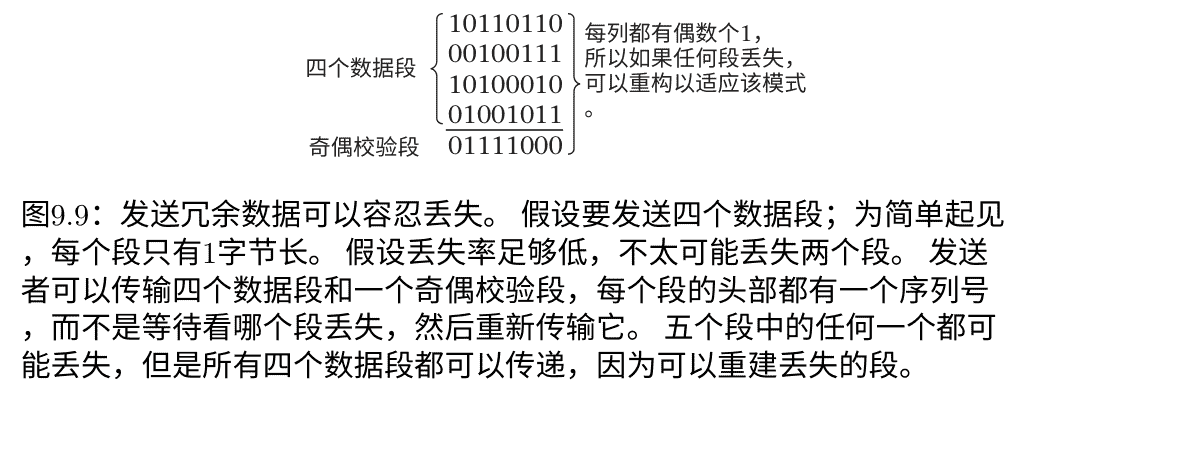 四个数据段
10110110
00100111
10100010
01001011
奇偶校验段
01111000
每列都有偶数个1，
所以如果任何段丢失，
可以重构以适应该模式
。
图9.9：发送冗余数据可以容忍丢失。 假设要发送四个数据段；为简单起见
，每个段只有1字节长。 假设丢失率足够低，不太可能丢失两个段。 发送
者可以传输四个数据段和一个奇偶校验段，每个段的头部都有一个序列号
，而不是等待看哪个段丢失，然后重新传输它。 五个段中的任何一个都可
能丢失，但是所有四个数据段都可以传递，因为可以重建丢失的段。